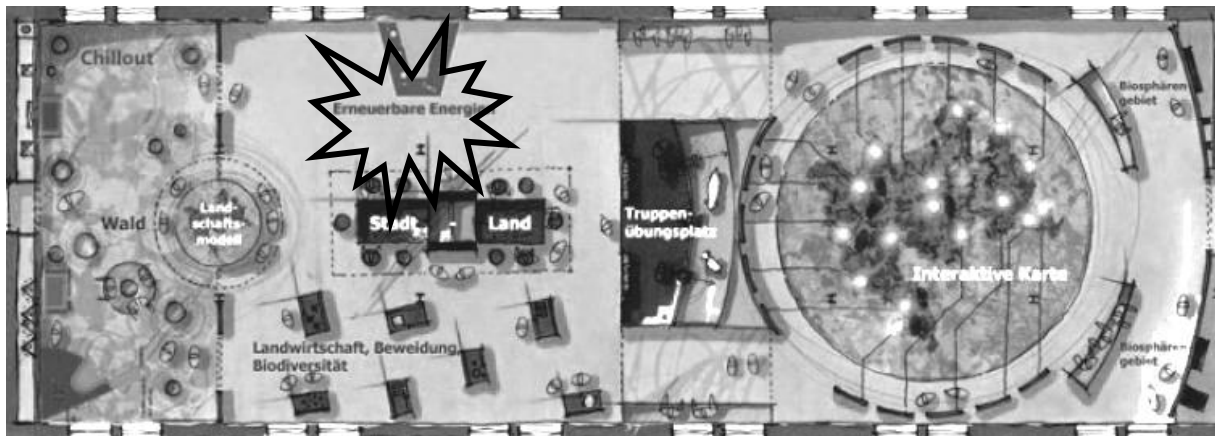 Chillout
Erneuerbare Energien
Biosphären
gebiet
Wald
Land-
schafts-
modell
Stadt
-
Land
Truppen-
übungsplatz
Interaktive Karte
Landwirtschaft, Beweidung,
Biodiversität
Biosphären
gebiet